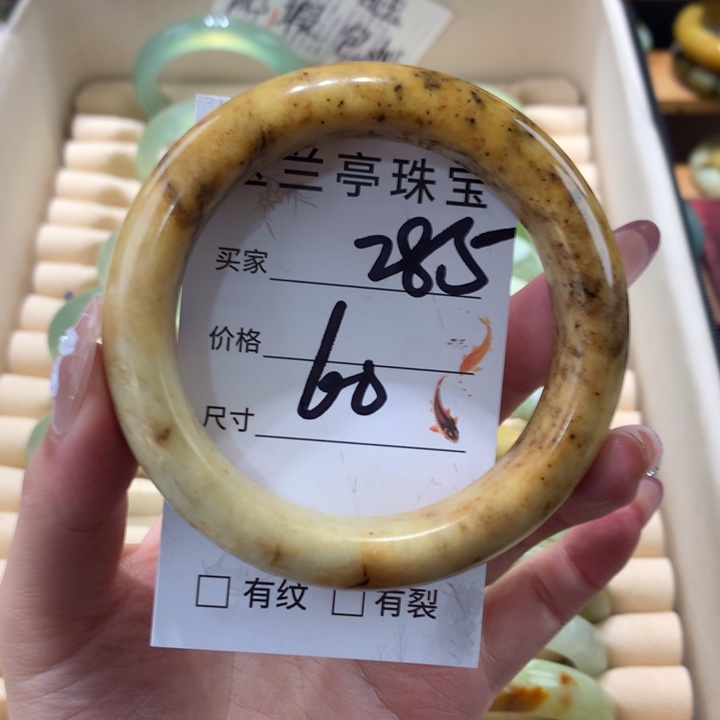 兰亭珠宝
买家 285
价格
60
尺寸
□ 有纹 □ 有裂